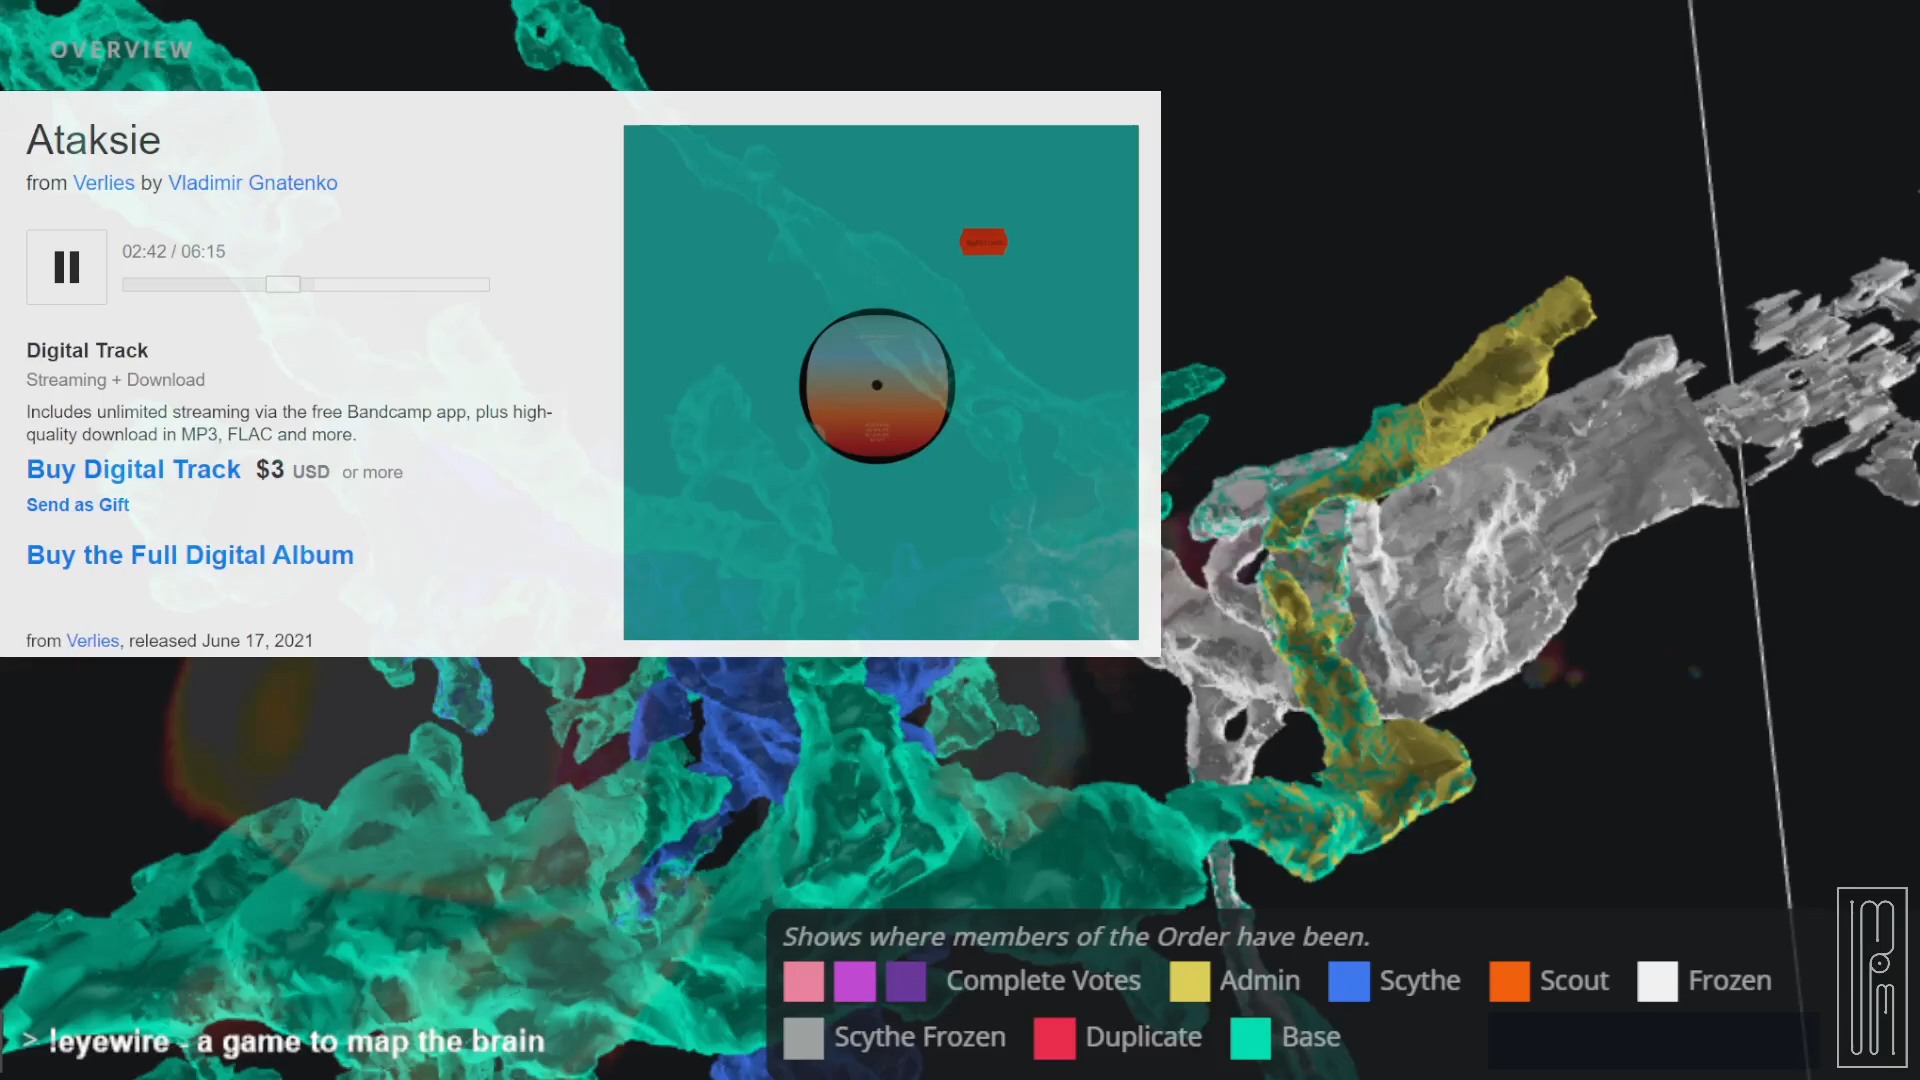 OVERVIEW
Ataksie
from Verlies by Vladimir Gnatenko
02:42 / 06:15
Digital Track
Streaming + Download
Includes unlimited streaming via the free Bandcamp app, plus high-
quality download in MP3, FLAC and more.
Buy Digital Track $3 USD or more
Send as Gift
Buy the Full Digital Album
from Verlies, released June 17, 2021
Shows where members of the Order have been.
Complete Votes Admin Scythe Scout Frozen
Scythe Frozen Duplicate Base
> !eyewire - a game to map the brain